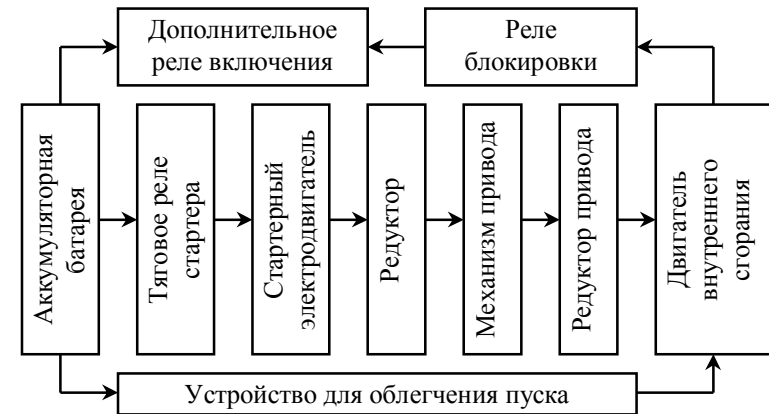 Дополнительное
реле включения
Реле
блокировки
Аккумуляторная
батарея
Тяговое реле
стартера
Стартерный
электродвигатель
Редуктор
Механизм привода
Редуктор привода
Двигатель
внутреннего
сгорания
Устройство для облегчения пуска